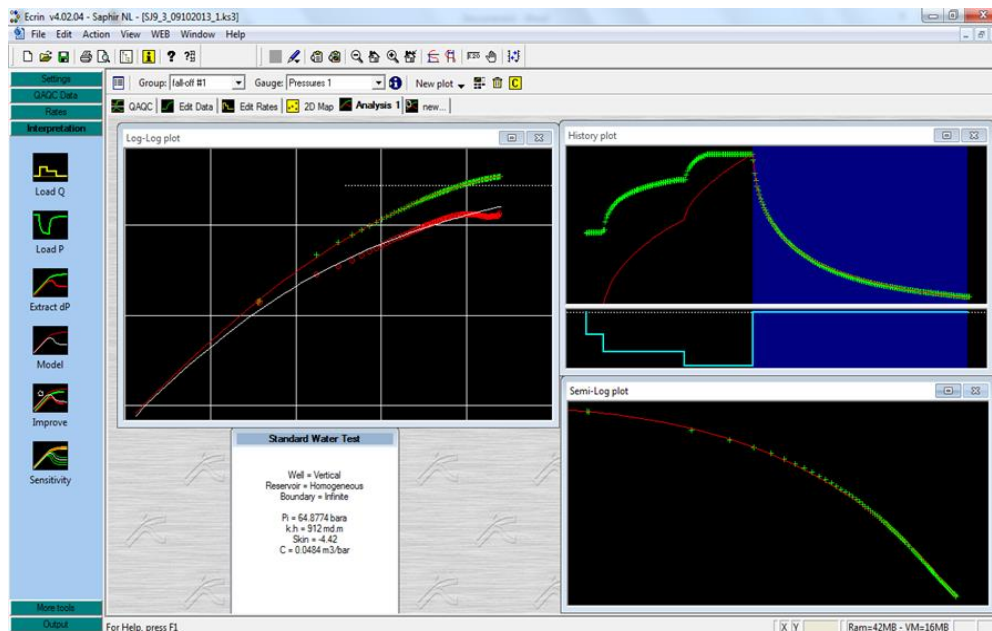 Ecrin v4.02.04 - Saphir NL - [SJ9_3_09102013_1.ks3]
File Edit Action View WEB Window Help
Settings
QAQC Data
Rates
Interpretation
Load Q
Load P
Extract dP
Model
Improve
Sensitivity
More tools
Output
Group: fall-off #1 Gauge: Pressures 1 New plot
QAQC Edit Data Edit Rates 2D Map Analysis 1 new...
Log-Log plot
History plot
Semi-Log plot
Standard Water Test
Well = Vertical
Reservoir = Homogeneous
Boundary = Infinite
Pi = 64.8774 bara
k.h = 912 md.m
Skin = -4.42
C = 0.0484 m3/bar
For Help, press F1
X Y
Ram=42MB - VM=16MB